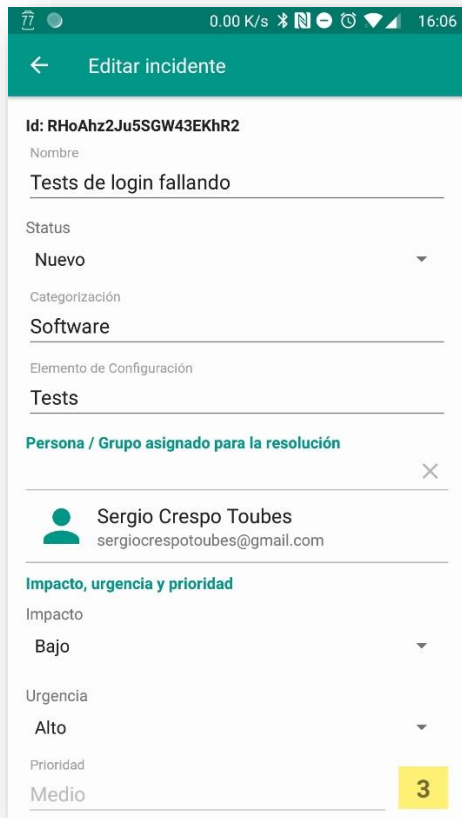 77 0.00 K/s 16:06
Editar incidente
Id: RHoAhz2Ju5SGW43EKhR2
Nombre
Tests de login fallando
Status
Nuevo
Categorización
Software
Elemento de Configuración
Tests
Persona / Grupo asignado para la resolución
Sergio Crespo Toubes
sergiocrespotoubes@gmail.com
Impacto, urgencia y prioridad
Impacto
Bajo
Urgencia
Alto
Prioridad
Medio 3